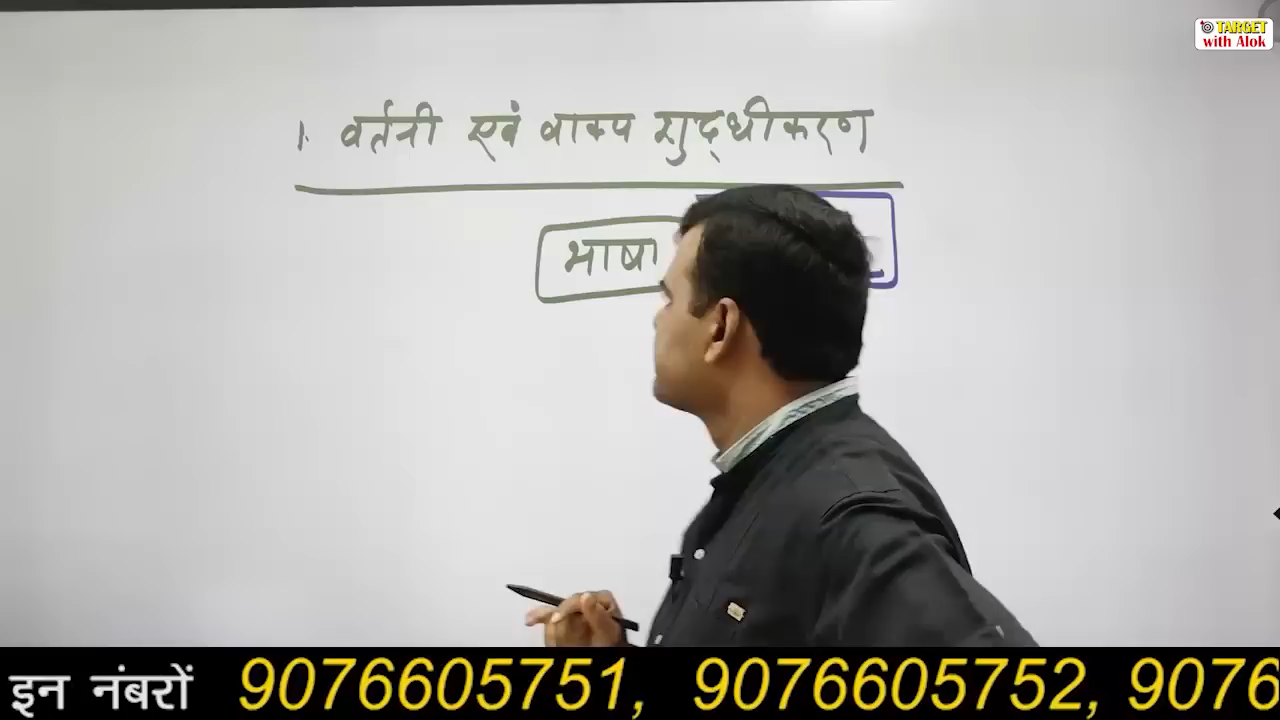 TARGET
with Alok
1. वर्तनी एवं वाक्य शुद्धीकरण
भाषा
इन नंबरों 9076605751, 9076605752, 9076